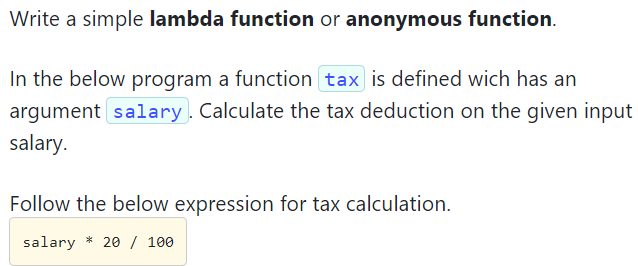 Write a simple lambda function or anonymous function.
In the below program a function tax is defined wich has an
argument salary. Calculate the tax deduction on the given input
salary.
Follow the below expression for tax calculation.
salary * 20 / 100